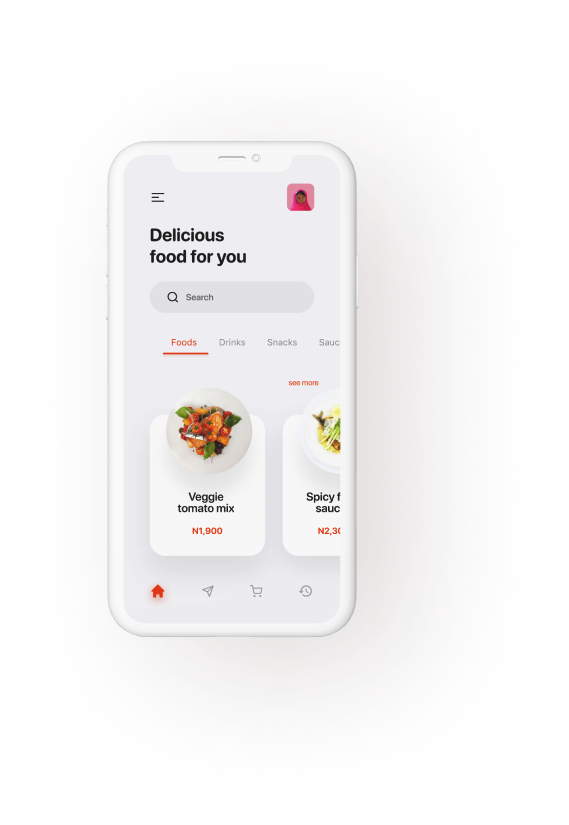 Delicious
food for you
Search
Foods Drinks Snacks Sauc
see more
Veggie
tomato mix
N1,900
Spicy f
sauc
N2,30